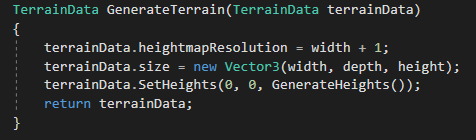 TerrainData GenerateTerrain(TerrainData terrainData)
{
    terrainData.heightmapResolution = width + 1;
    terrainData.size = new Vector3(width, depth, height);
    terrainData.SetHeights(0, 0, GenerateHeights());
    return terrainData;
}